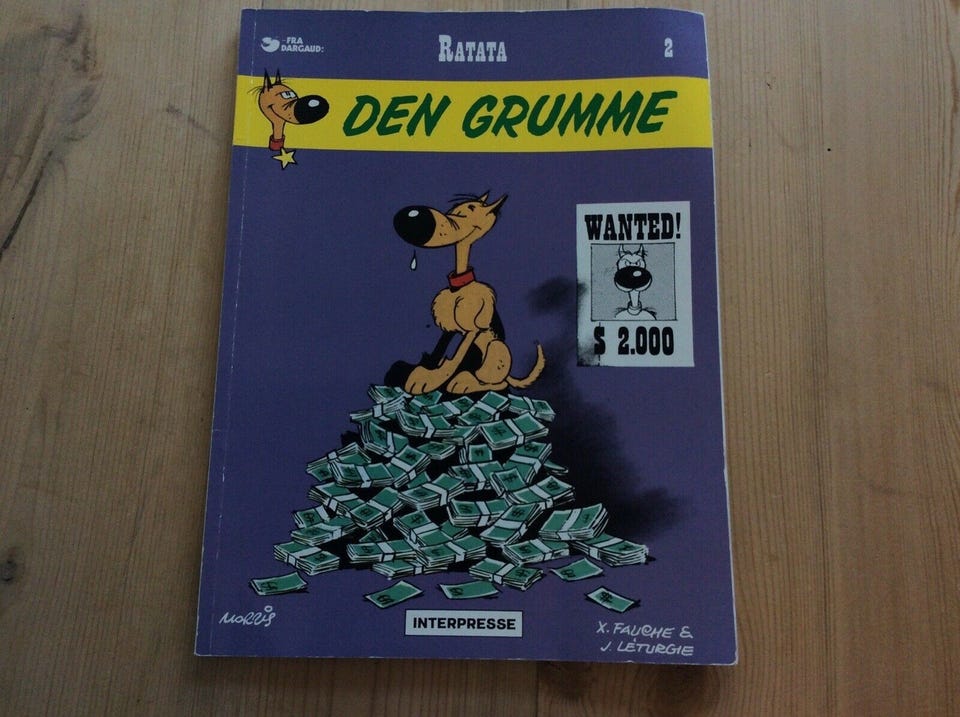 -FRA
DARGAUD:
RATATA
2
DEN GRUMME
WANTED!
$ 2.000
MORRIS
INTERPRESSE
X. FAUCHE &
J. LÉTURGIE